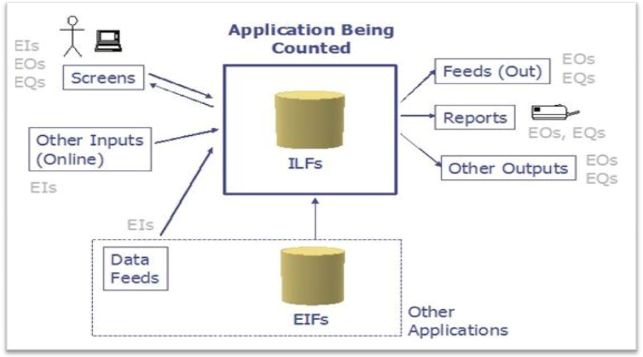 Application Being
Counted
EIs
EOs
EQs
Screens
Other Inputs
(Online)
EIs
EIs
Data
Feeds
ILFs
EIFs
Feeds (Out)
EOs
EQs
Reports
EOs, EQs
Other Outputs
EOs
EQs
Other
Applications